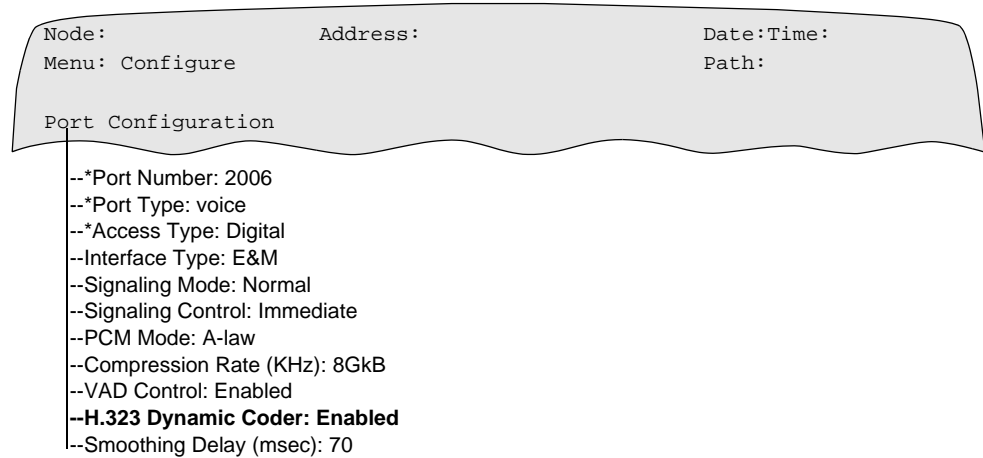 Node: Address: Date:Time:
Menu: Configure Path:
Port Configuration
--*Port Number: 2006
--*Port Type: voice
--*Access Type: Digital
--Interface Type: E&M
--Signaling Mode: Normal
--Signaling Control: Immediate
--PCM Mode: A-law
--Compression Rate (KHz): 8GkB
--VAD Control: Enabled
--H.323 Dynamic Coder: Enabled
--Smoothing Delay (msec): 70